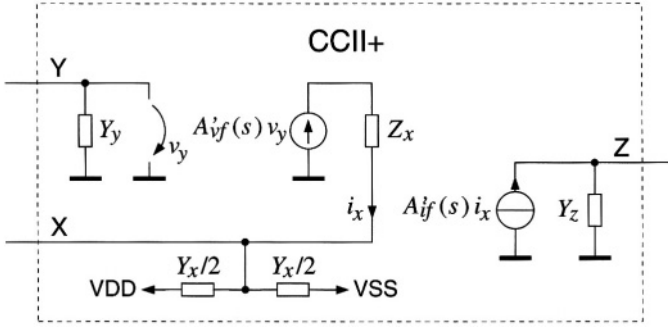 CCII+
Y
Y_y
v_y
A'_vf(s) v_y
Z_x
Z
i_x
A^i_if(s) i_x
Y_z
X
Y_x/2
Y_x/2
VDD
VSS